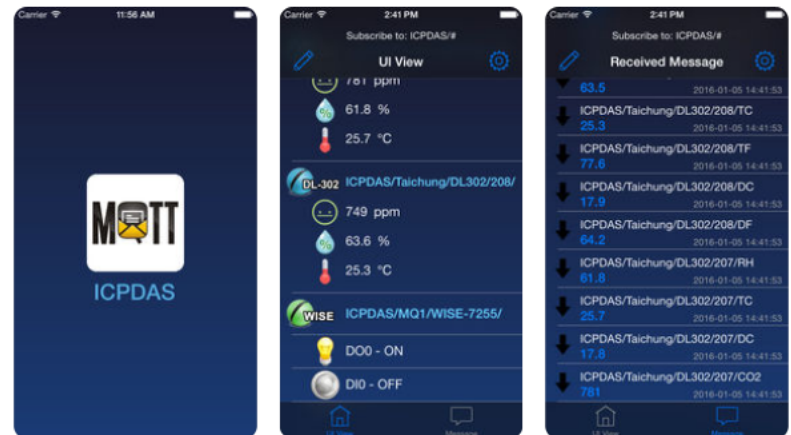 Carrier 11:56 AM
MQTT
ICPDAS
Carrier 2:41 PM
Subscribe to: ICPDAS/#
UI View
781 ppm
61.8 %
25.7 °C
DL-302 ICPDAS/Taichung/DL302/208/
749 ppm
63.6 %
25.3 °C
WISE ICPDAS/MQ1/WISE-7255/
DO0 - ON
DI0 - OFF
UI View Message
Carrier 2:41 PM
Subscribe to: ICPDAS/#
Received Message
63.5 2016-01-05 14:41:53
ICPDAS/Taichung/DL302/208/TC
25.3 2016-01-05 14:41:53
ICPDAS/Taichung/DL302/208/TF
77.6 2016-01-05 14:41:53
ICPDAS/Taichung/DL302/208/DC
17.9 2016-01-05 14:41:53
ICPDAS/Taichung/DL302/208/DF
64.2 2016-01-05 14:41:53
ICPDAS/Taichung/DL302/207/RH
61.8 2016-01-05 14:41:53
ICPDAS/Taichung/DL302/207/TC
25.7 2016-01-05 14:41:53
ICPDAS/Taichung/DL302/207/DC
17.8 2016-01-05 14:41:53
ICPDAS/Taichung/DL302/207/CO2
781 2016-01-05 14:41:53
UI View Message